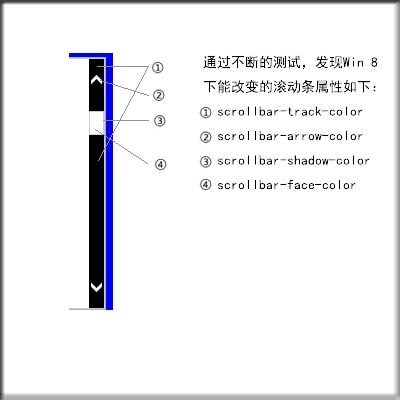 ①
②
③
④
通过不断的测试，发现Win 8
下能改变的滚动条属性如下：
① scrollbar-track-color
② scrollbar-arrow-color
③ scrollbar-shadow-color
④ scrollbar-face-color